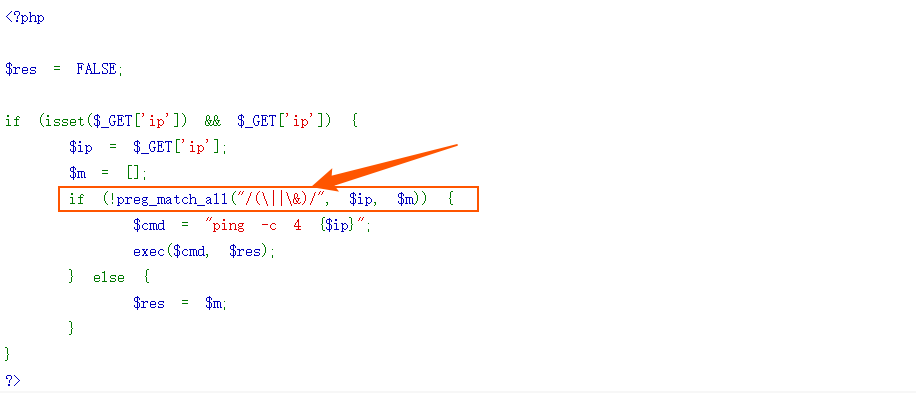 <?php
$res = FALSE;
if (isset($_GET['ip']) && $_GET['ip']) {
$ip = $_GET['ip'];
$m = [];
if (!preg_match_all("/(\||\&)/", $ip, $m)) {
$cmd = "ping -c 4 {$ip}";
exec($cmd, $res);
} else {
$res = $m;
}
}
?>